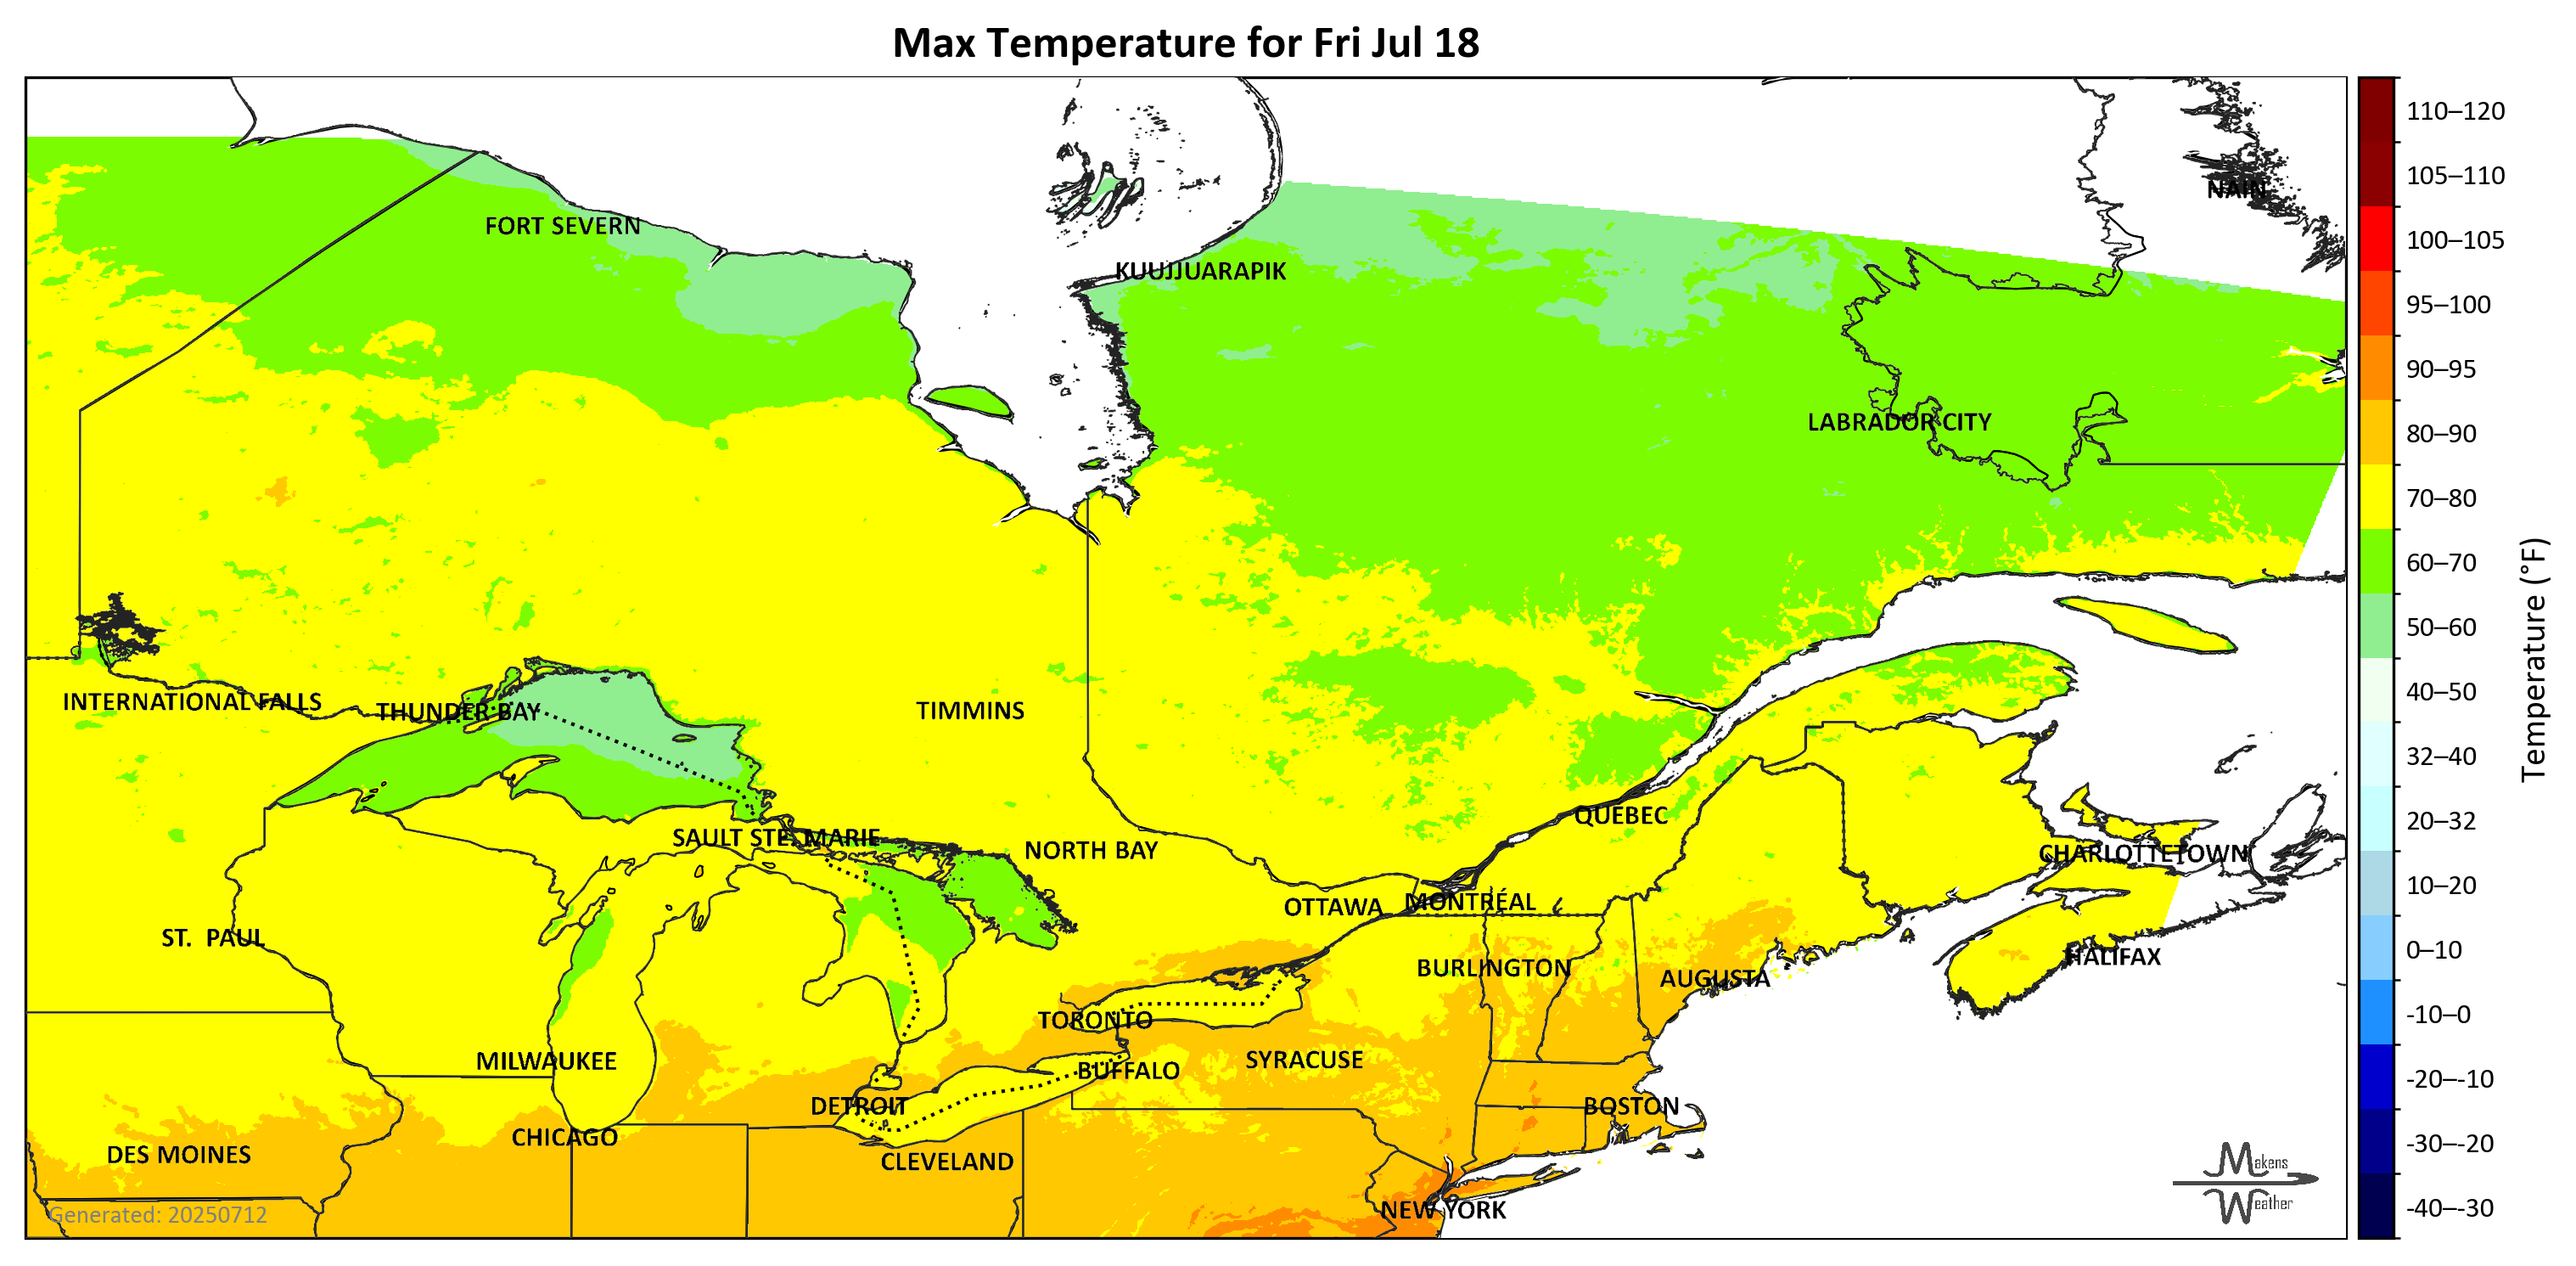 Max Temperature for Fri Jul 18
110–120
105–110
100–105
95–100
90–95
80–90
70–80
60–70
50–60
40–50
32–40
20–32
10–20
0–10
-10–0
-20–-10
-30–-20
-40–-30
Temperature (°F)
NAIN
FORT SEVERN
KUUJJUARAPIK
LABRADOR CITY
INTERNATIONAL FALLS
THUNDER BAY
TIMMINS
QUÉBEC
SAULT STE. MARIE
NORTH BAY
CHARLOTTETOWN
OTTAWA
MONTRÉAL
ST. PAUL
HALIFAX
BURLINGTON
AUGUSTA
TORONTO
MILWAUKEE
SYRACUSE
BUFFALO
DETROIT
BOSTON
CHICAGO
DES MOINES
CLEVELAND
NEW YORK
Generated: 20250712
Makens
Weather